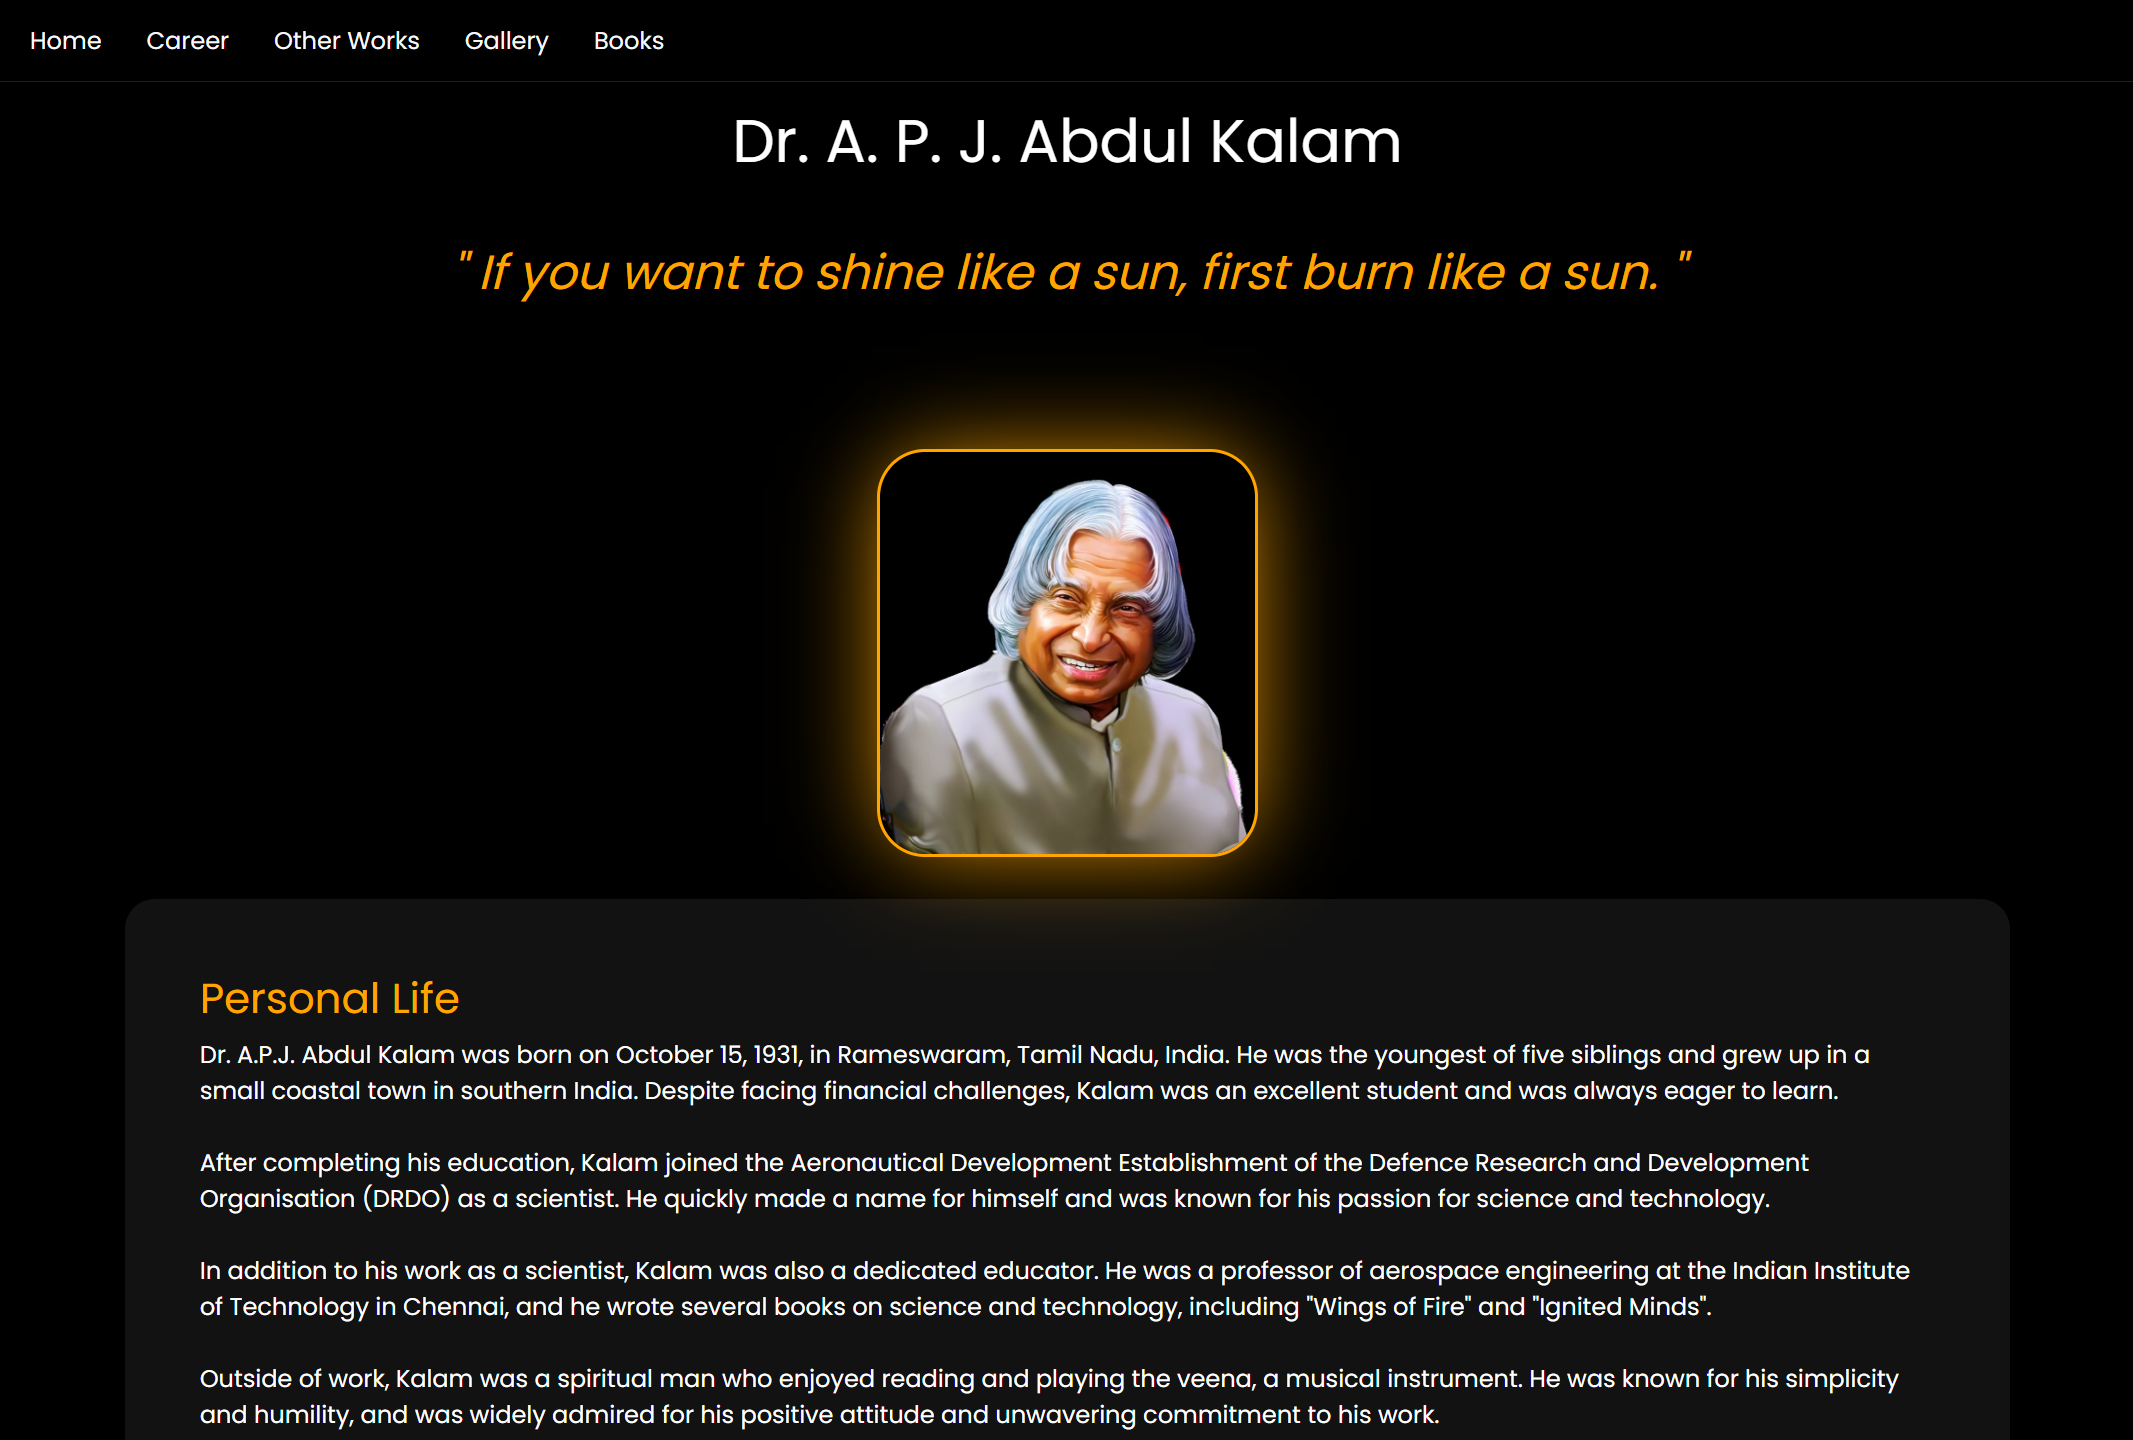 Home Career Other Works Gallery Books
Dr. A. P. J. Abdul Kalam
" If you want to shine like a sun, first burn like a sun. "
Personal Life
Dr. A.P.J. Abdul Kalam was born on October 15, 1931, in Rameswaram, Tamil Nadu, India. He was the youngest of five siblings and grew up in a
small coastal town in southern India. Despite facing financial challenges, Kalam was an excellent student and was always eager to learn.
After completing his education, Kalam joined the Aeronautical Development Establishment of the Defence Research and Development
Organisation (DRDO) as a scientist. He quickly made a name for himself and was known for his passion for science and technology.
In addition to his work as a scientist, Kalam was also a dedicated educator. He was a professor of aerospace engineering at the Indian Institute
of Technology in Chennai, and he wrote several books on science and technology, including "Wings of Fire" and "Ignited Minds".
Outside of work, Kalam was a spiritual man who enjoyed reading and playing the veena, a musical instrument. He was known for his simplicity
and humility, and was widely admired for his positive attitude and unwavering commitment to his work.